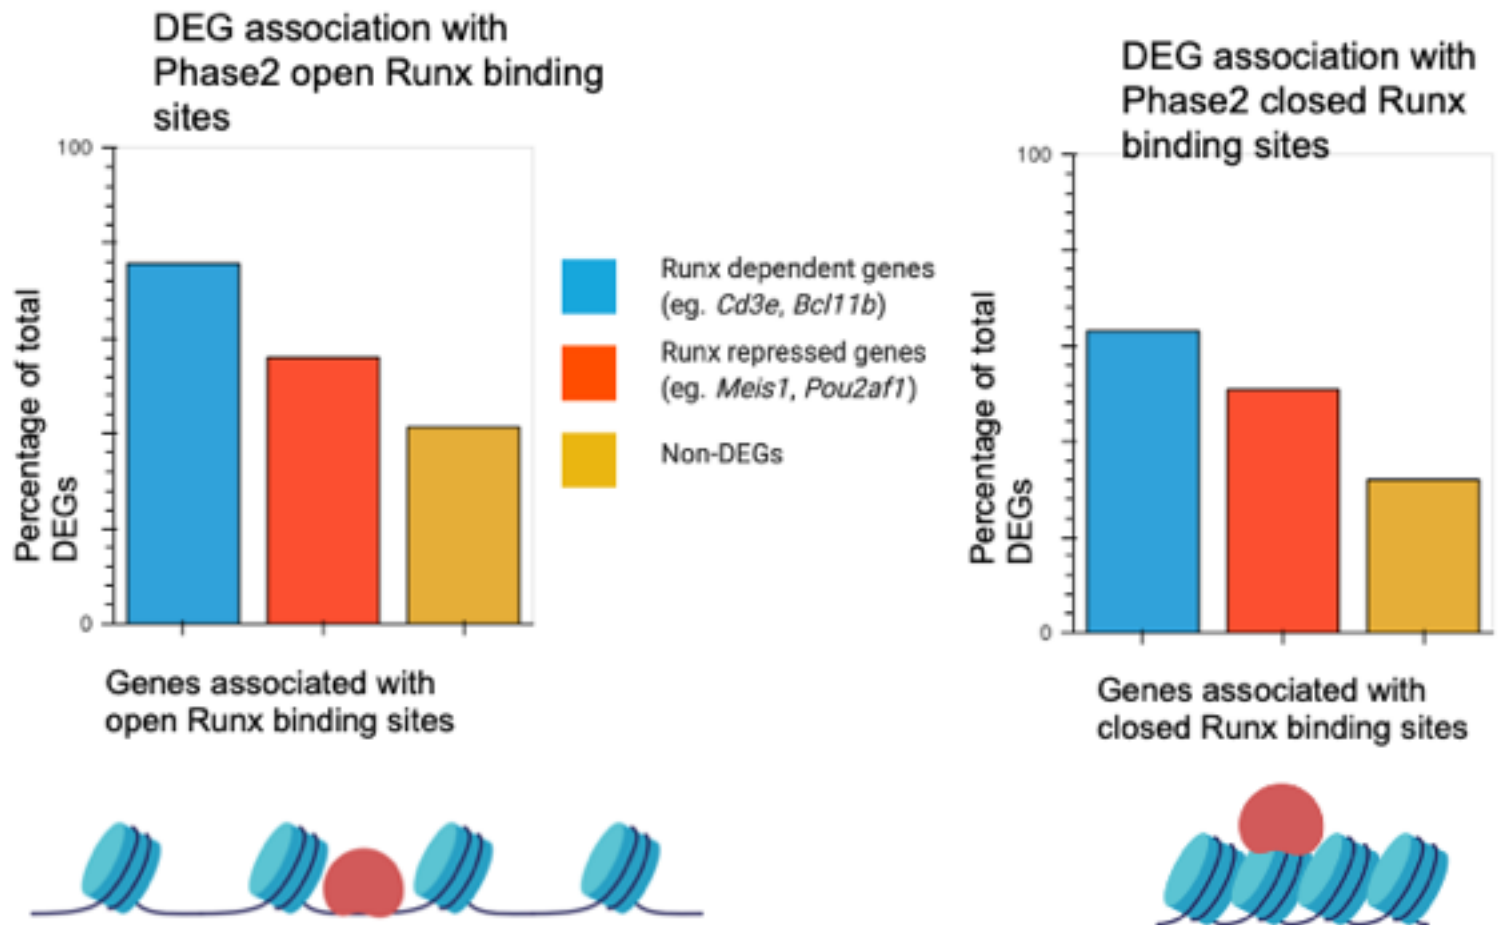 DEG association with
Phase2 open Runx binding
sites
100
0
Percentage of total
DEGs
Genes associated with
open Runx binding sites
Runx dependent genes
(eg. Cd3e, Bcl11b)
Runx repressed genes
(eg. Meis1, Pou2af1)
Non-DEGs
DEG association with
Phase2 closed Runx
binding sites
100
0
Percentage of total
DEGs
Genes associated with
closed Runx binding sites